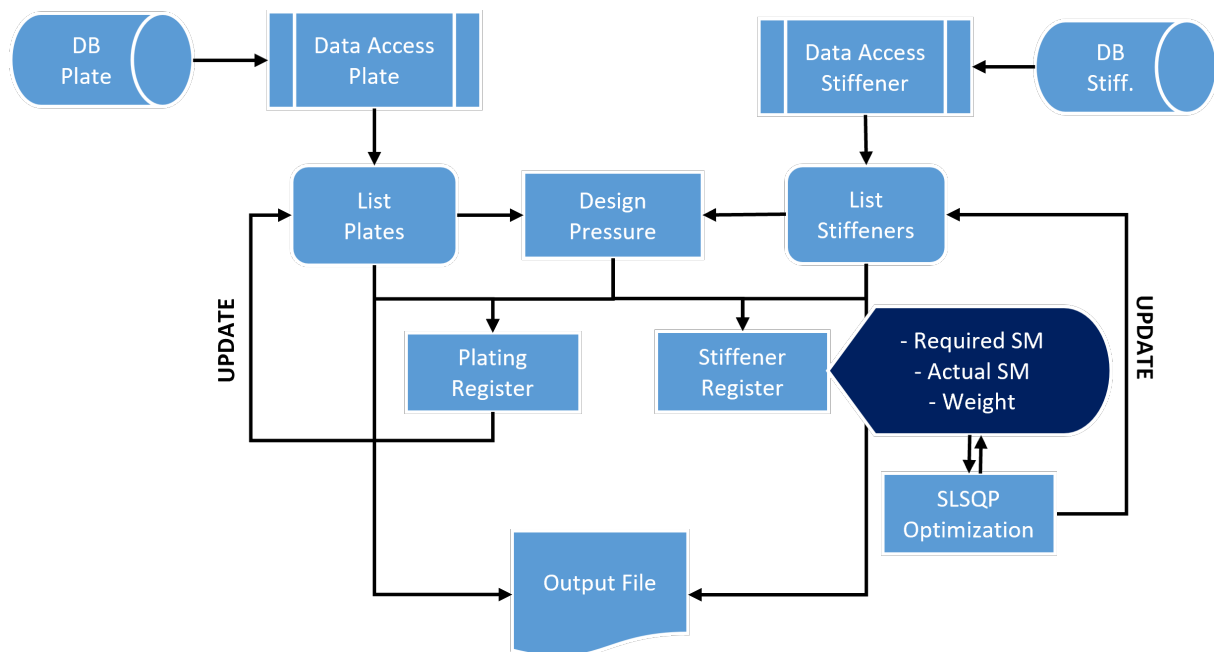 DB
Plate
Data Access
Plate
Data Access
Stiffener
DB
Stiff.
List
Plates
Design
Pressure
List
Stiffeners
UPDATE
Plating
Register
Stiffener
Register
- Required SM
- Actual SM
- Weight
UPDATE
SLSQP
Optimization
Output File